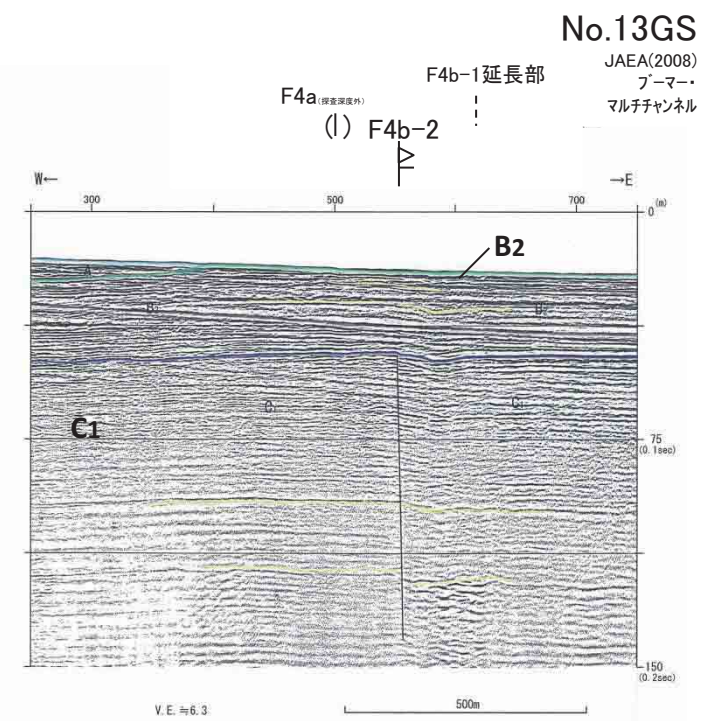 No.13GS
JAEA(2008)
ブーマー・
マルチチャンネル
F4b-1延長部
F4a(探査深度外)
(|) F4b-2
W← →E
300 500 700 0 (m)
B2
A
C1
75
(0.1sec)
150
(0.2sec)
V.E.≒6.3 500m